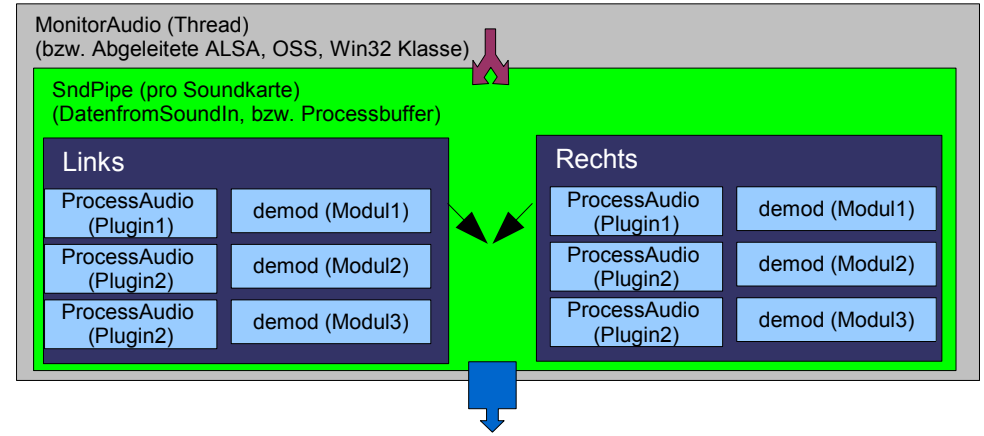 MonitorAudio (Thread)
(bzw. Abgeleitete ALSA, OSS, Win32 Klasse)
SndPipe (pro Soundkarte)
(DatenfromSoundIn, bzw. Processbuffer)
Links
ProcessAudio
(Plugin1)
demod (Modul1)
ProcessAudio
(Plugin2)
demod (Modul2)
ProcessAudio
(Plugin2)
demod (Modul3)
Rechts
ProcessAudio
(Plugin1)
demod (Modul1)
ProcessAudio
(Plugin2)
demod (Modul2)
ProcessAudio
(Plugin2)
demod (Modul3)